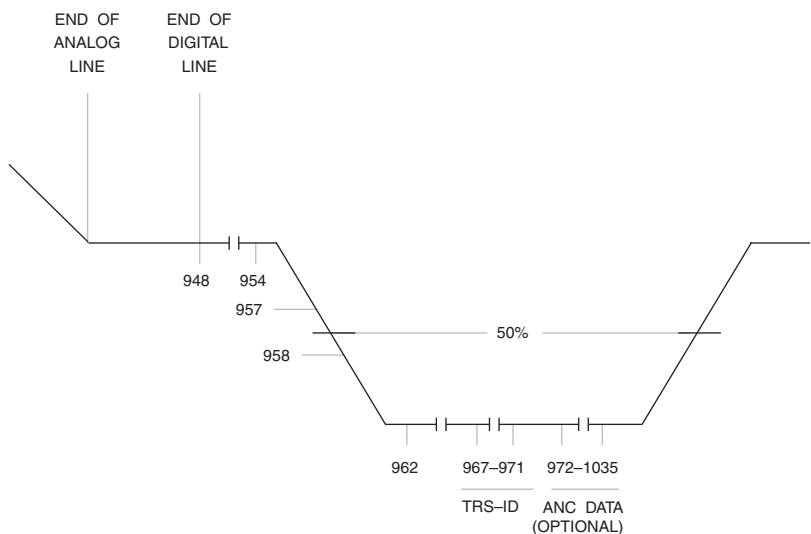 END OF
ANALOG
LINE
END OF
DIGITAL
LINE
948
954
957
50%
958
962
967–971
972–1035
TRS–ID
ANC DATA
(OPTIONAL)